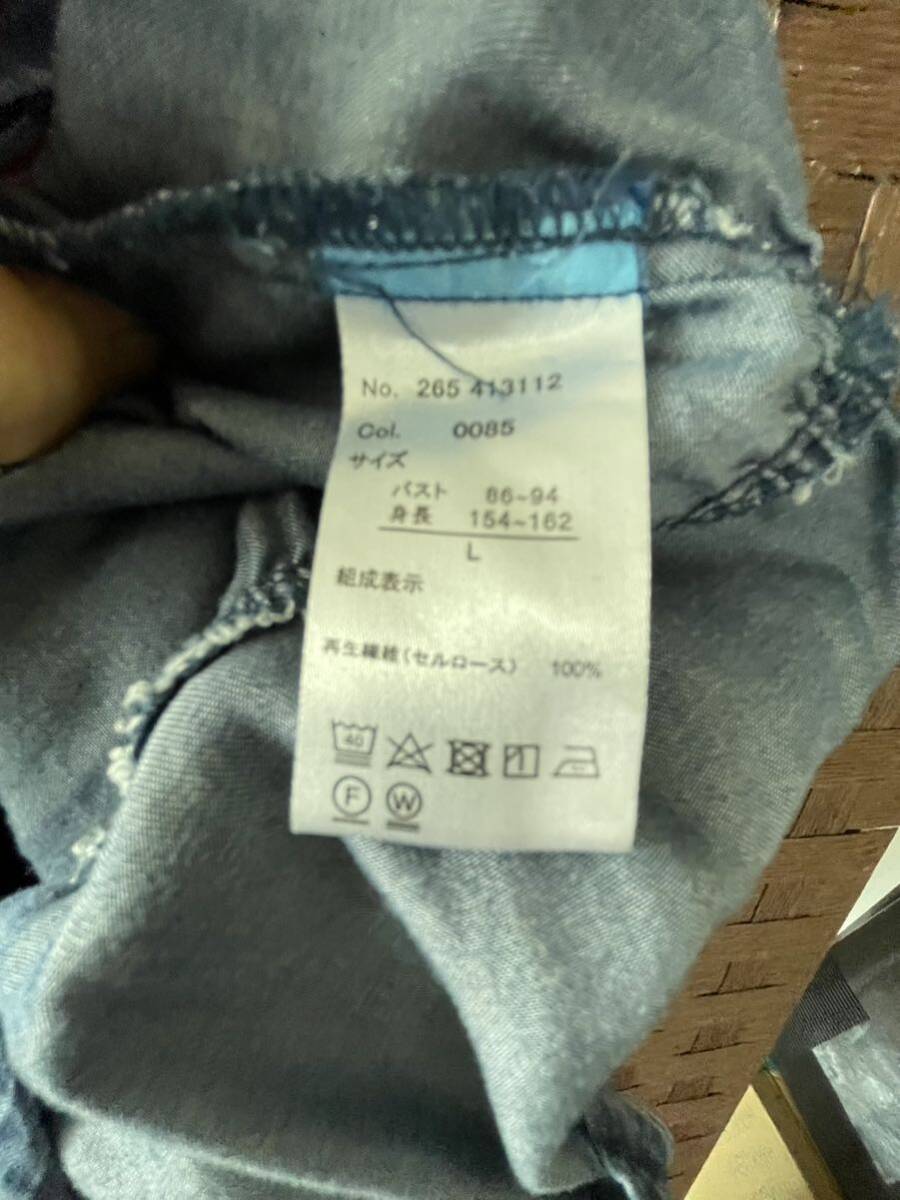 No. 265 413112
Col. 0085
サイズ
バスト 86~94
身長 154~162
L
組成表示
再生繊維(セルロース) 100%
40
F W